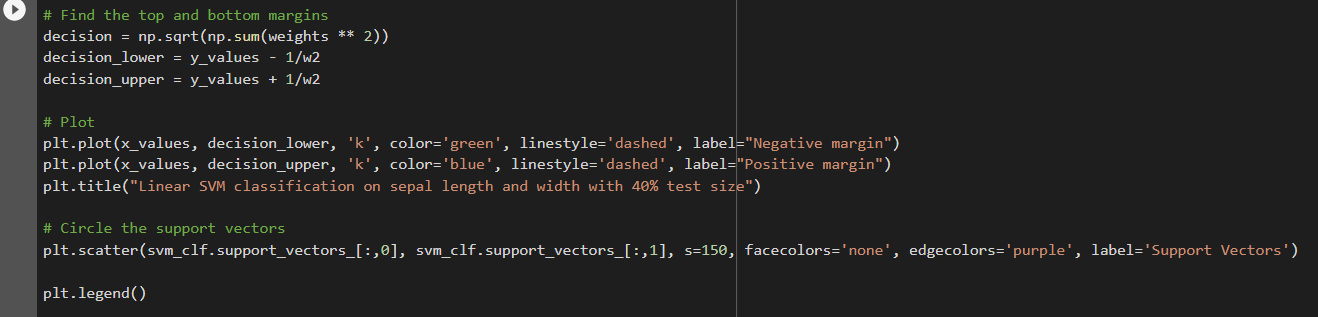 # Find the top and bottom margins
decision = np.sqrt(np.sum(weights ** 2))
decision_lower = y_values - 1/w2
decision_upper = y_values + 1/w2
# Plot
plt.plot(x_values, decision_lower, 'k', color='green', linestyle='dashed', label="Negative margin")
plt.plot(x_values, decision_upper, 'k', color='blue', linestyle='dashed', label="Positive margin")
plt.title("Linear SVM classification on sepal length and width with 40% test size")
# Circle the support vectors
plt.scatter(svm_clf.support_vectors_[:,0], svm_clf.support_vectors_[:,1], s=150, facecolors='none', edgecolors='purple', label='Support Vectors')
plt.legend()